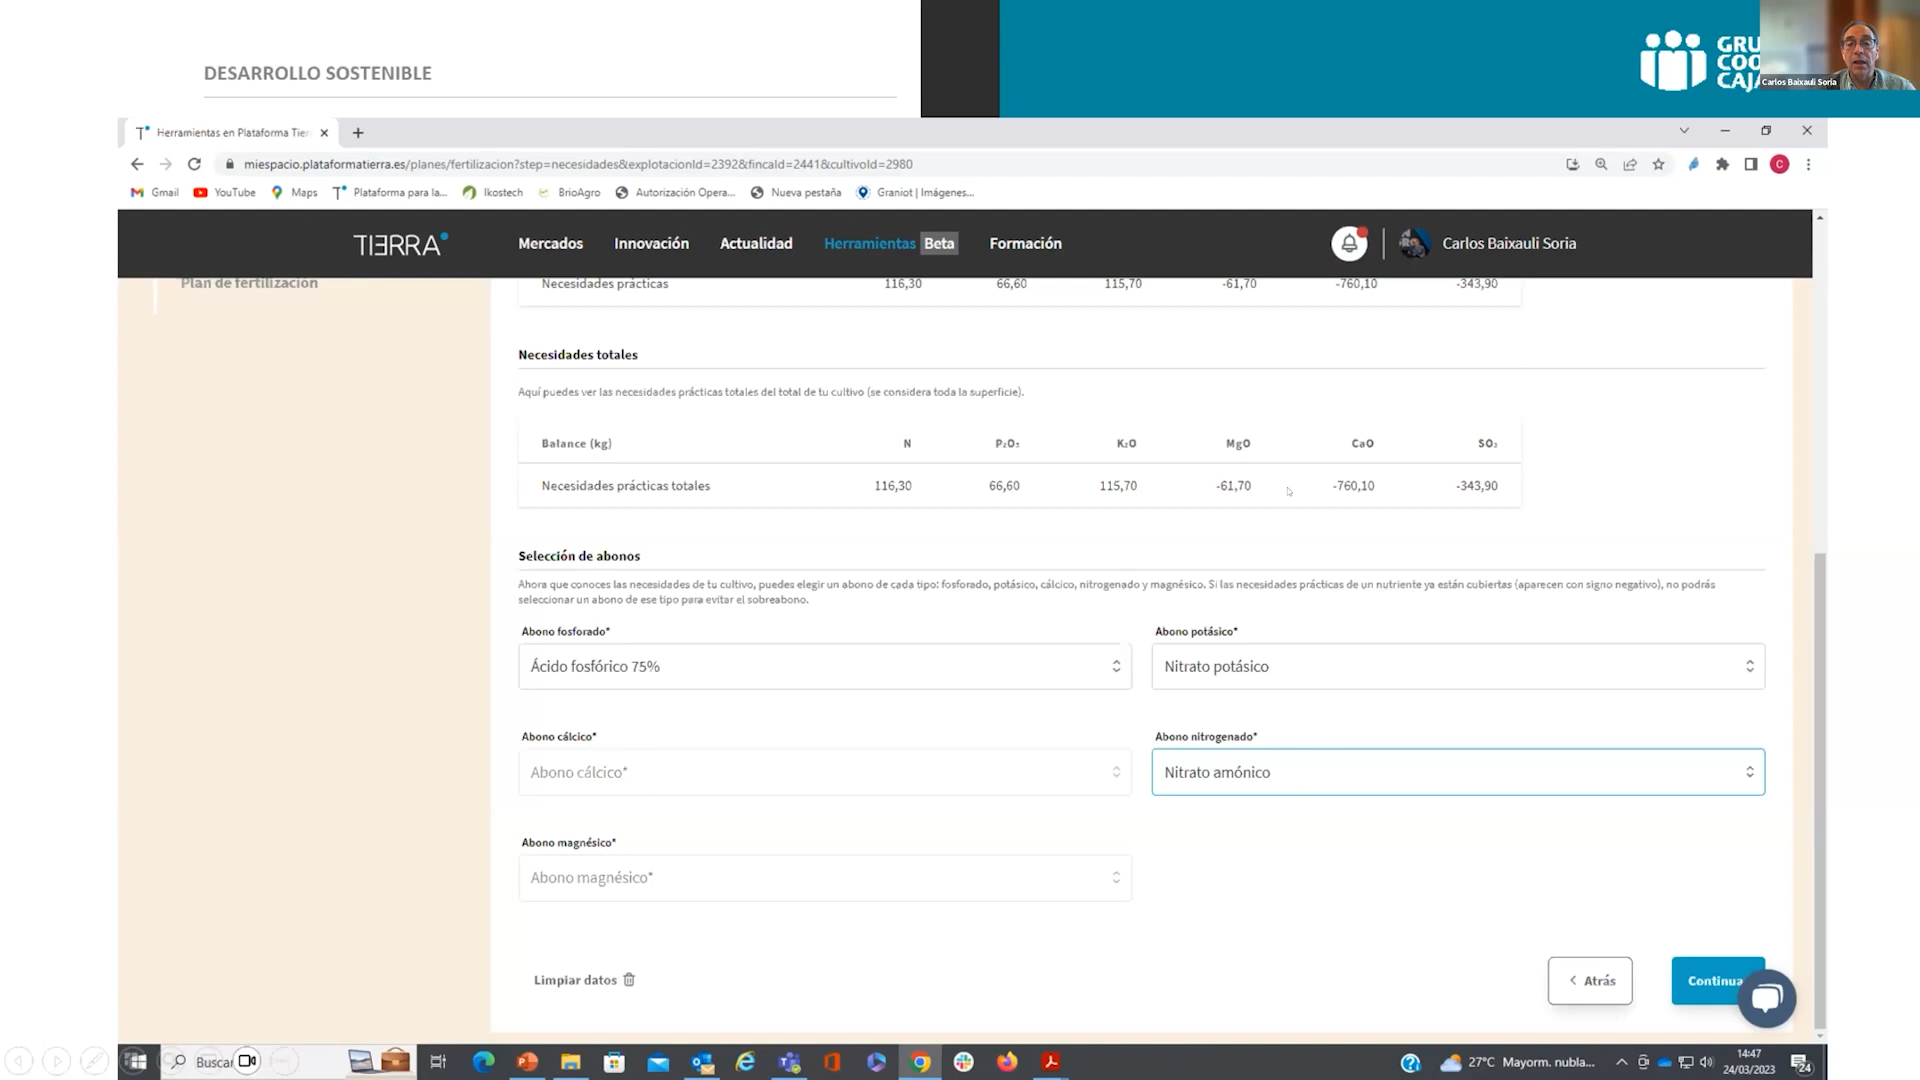 DESARROLLO SOSTENIBLE
GRU
COO
CAJ
Carlos Baixauli Soria
Herramientas en Plataforma Tier
miespacio.plataformatierra.es/planes/fertilizacion?step=necesidades&explotacionId=2392&fincaId=2441&cultivoId=2980
C
Gmail YouTube Maps Plataforma para la... Ikostech BrioAgro Autorización Opera... Nueva pestaña Graniot | Imágenes...
TIERRA Mercados Innovación Actualidad Herramientas Beta Formación Carlos Baixauli Soria
Plan de fertilización
Necesidades prácticas 116,30 66,60 115,70 -61,70 -760,10 -343,90
Necesidades totales
Aquí puedes ver las necesidades prácticas totales del total de tu cultivo (se considera toda la superficie).
Balance (kg) N P₂O₅ K₂O MgO CaO SO₃
Necesidades prácticas totales 116,30 66,60 115,70 -61,70 -760,10 -343,90
Selección de abonos
Ahora que conoces las necesidades de tu cultivo, puedes elegir un abono de cada tipo: fosforado, potásico, cálcico, nitrogenado y magnésico. Si las necesidades prácticas de un nutriente ya están cubiertas (aparecen con signo negativo), no podrás
seleccionar un abono de ese tipo para evitar el sobreabono.
Abono fosforado* Abono potásico*
Ácido fosfórico 75% Nitrato potásico
Abono cálcico* Abono nitrogenado*
Abono cálcico* Nitrato amónico
Abono magnésico*
Abono magnésico*
Limpiar datos Atrás Continua
Buscar 27°C Mayorm. nubla... 14:47
24/03/2023 24